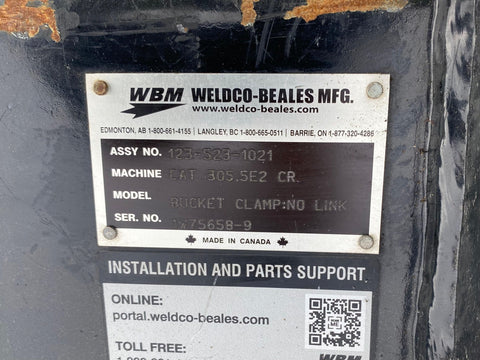 WBM WELDCO-BEALES MFG.
www.weldco-beales.com
EDMONTON, AB 1-800-661-4155 | LANGLEY, BC 1-800-665-0511 | BARRIE, ON 1-877-320-4286
ASSY NO. 123-S23-1021
MACHINE CAT 305.5E2 CR.
MODEL BUCKET CLAMP:NO LINK
SER. NO. 1775658-9
MADE IN CANADA
INSTALLATION AND PARTS SUPPORT
ONLINE:
portal.weldco-beales.com
TOLL FREE:
WBM